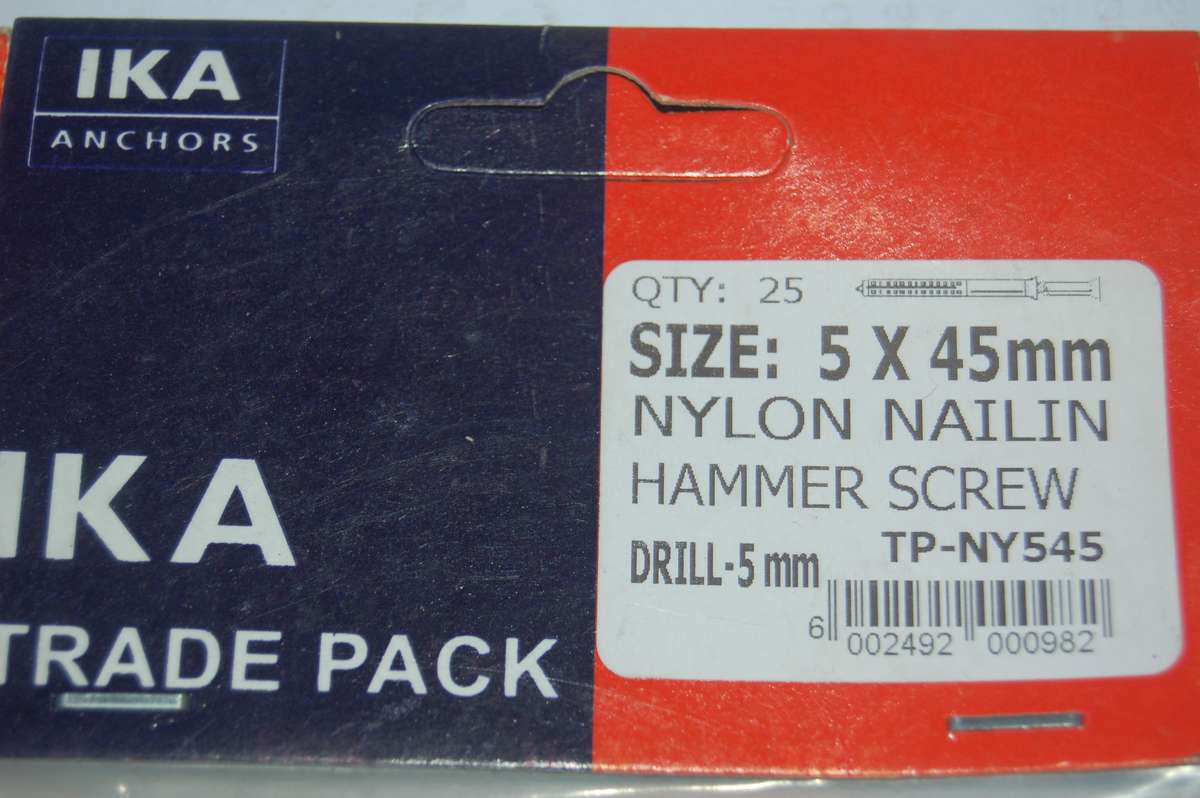 IKA
ANCHORS
IKA
TRADE PACK
QTY: 25
SIZE: 5 X 45mm
NYLON NAILIN
HAMMER SCREW
DRILL-5 mm TP-NY545
6 002492 000982